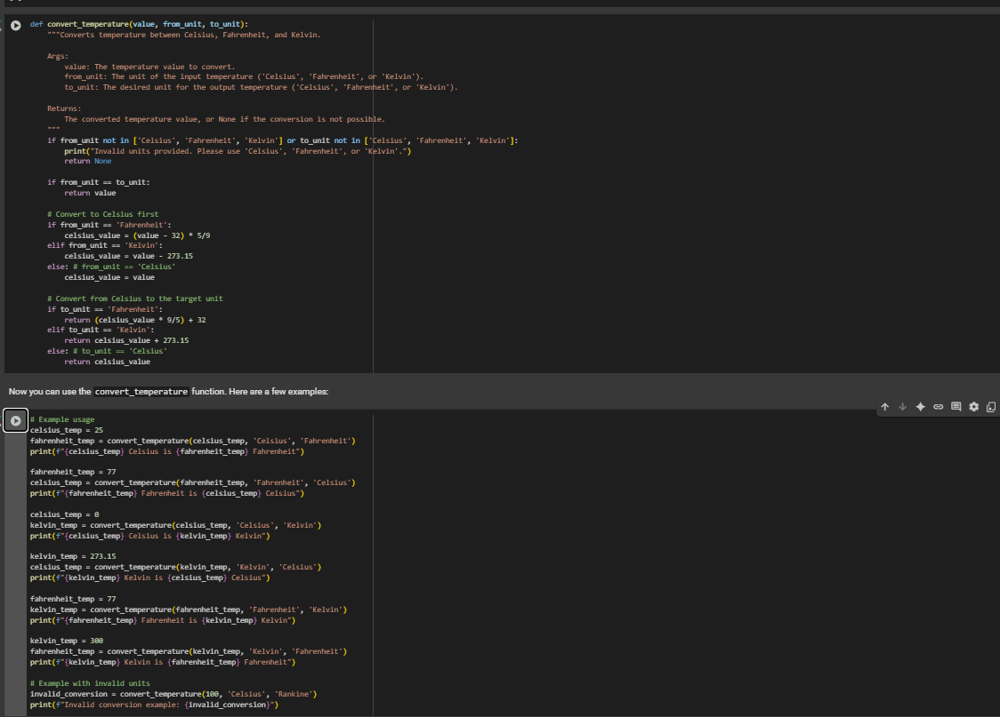 def convert_temperature(value, from_unit, to_unit):
    """Converts temperature between Celsius, Fahrenheit, and Kelvin.

    Args:
        value: The temperature value to convert.
        from_unit: The unit of the input temperature ('Celsius', 'Fahrenheit', or 'Kelvin').
        to_unit: The desired unit for the output temperature ('Celsius', 'Fahrenheit', or 'Kelvin').

    Returns:
        The converted temperature value, or None if the conversion is not possible.
    """
    if from_unit not in ['Celsius', 'Fahrenheit', 'Kelvin'] or to_unit not in ['Celsius', 'Fahrenheit', 'Kelvin']:
        print("Invalid units provided. Please use 'Celsius', 'Fahrenheit', or 'Kelvin'.")
        return None

    if from_unit == to_unit:
        return value

    # Convert to Celsius first
    if from_unit == 'Fahrenheit':
        celsius_value = (value - 32) * 5/9
    elif from_unit == 'Kelvin':
        celsius_value = value - 273.15
    else: # from_unit == 'Celsius'
        celsius_value = value

    # Convert from Celsius to the target unit
    if to_unit == 'Fahrenheit':
        return (celsius_value * 9/5) + 32
    elif to_unit == 'Kelvin':
        return celsius_value + 273.15
    else: # to_unit == 'Celsius'
        return celsius_value

Now you can use the convert_temperature function. Here are a few examples:

# Example usage
celsius_temp = 25
fahrenheit_temp = convert_temperature(celsius_temp, 'Celsius', 'Fahrenheit')
print(f"{celsius_temp} Celsius is {fahrenheit_temp} Fahrenheit")

fahrenheit_temp = 77
celsius_temp = convert_temperature(fahrenheit_temp, 'Fahrenheit', 'Celsius')
print(f"{fahrenheit_temp} Fahrenheit is {celsius_temp} Celsius")

celsius_temp = 0
kelvin_temp = convert_temperature(celsius_temp, 'Celsius', 'Kelvin')
print(f"{celsius_temp} Celsius is {kelvin_temp} Kelvin")

kelvin_temp = 273.15
celsius_temp = convert_temperature(kelvin_temp, 'Kelvin', 'Celsius')
print(f"{kelvin_temp} Kelvin is {celsius_temp} Celsius")

fahrenheit_temp = 77
kelvin_temp = convert_temperature(fahrenheit_temp, 'Fahrenheit', 'Kelvin')
print(f"{fahrenheit_temp} Fahrenheit is {kelvin_temp} Kelvin")

kelvin_temp = 300
fahrenheit_temp = convert_temperature(kelvin_temp, 'Kelvin', 'Fahrenheit')
print(f"{kelvin_temp} Kelvin is {fahrenheit_temp} Fahrenheit")

# Example with invalid units
invalid_conversion = convert_temperature(100, 'Celsius', 'Rankine')
print(f"Invalid conversion example: {invalid_conversion}")